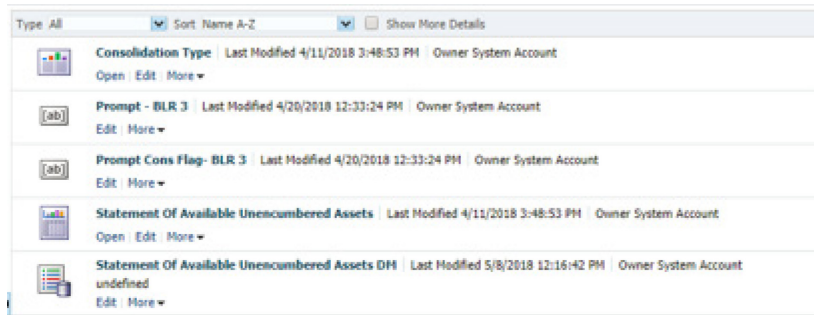 Type All Sort Name A-Z Show More Details
Consolidation Type Last Modified 4/11/2018 3:48:53 PM Owner System Account
Open Edit More
[ab] Prompt - BLR 3 Last Modified 4/20/2018 12:33:24 PM Owner System Account
Edit More
[ab] Prompt Cons Flag- BLR 3 Last Modified 4/20/2018 12:33:24 PM Owner System Account
Edit More
Statement Of Available Unencumbered Assets Last Modified 4/11/2018 3:48:53 PM Owner System Account
Open Edit More
Statement Of Available Unencumbered Assets DM Last Modified 5/8/2018 12:16:42 PM Owner System Account
undefined
Edit More